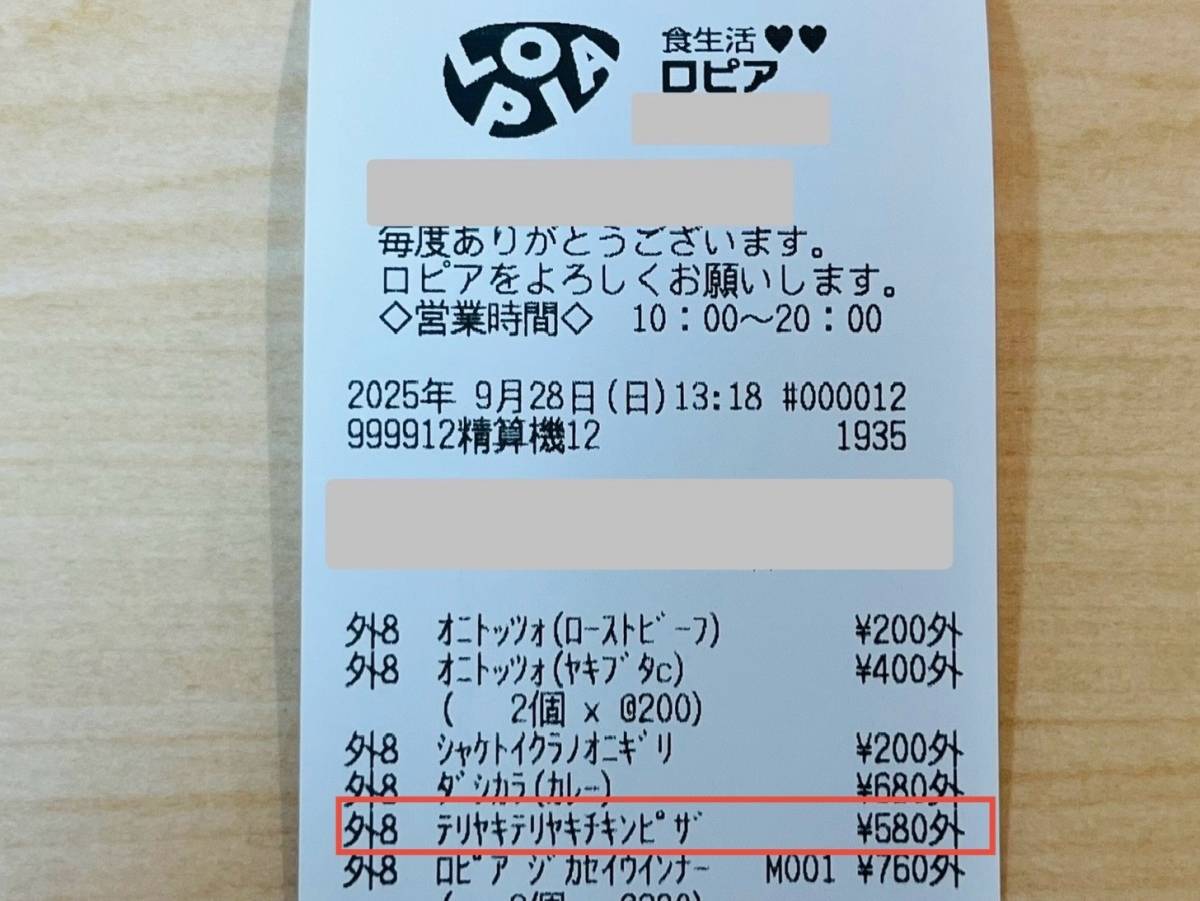 LOPIA
食生活♥♥
ロピア
毎度ありがとうございます。
ロピアをよろしくお願いします。
◇営業時間◇ 10:00〜20:00
2025年 9月28日(日)13:18 #000012
999912精算機12 1935
外8 オニトッツォ(ローストビーフ) ¥200外
外8 オニトッツォ(ヤキブタc) ¥400外
( 2個 x @200)
外8 シャケトイクラノオニギリ ¥200外
外8 ダシカラ(カレー) ¥680外
外8 テリヤキテリヤキチキンピザ ¥580外
外8 ロピア ジカセイウインナー M001 ¥760外